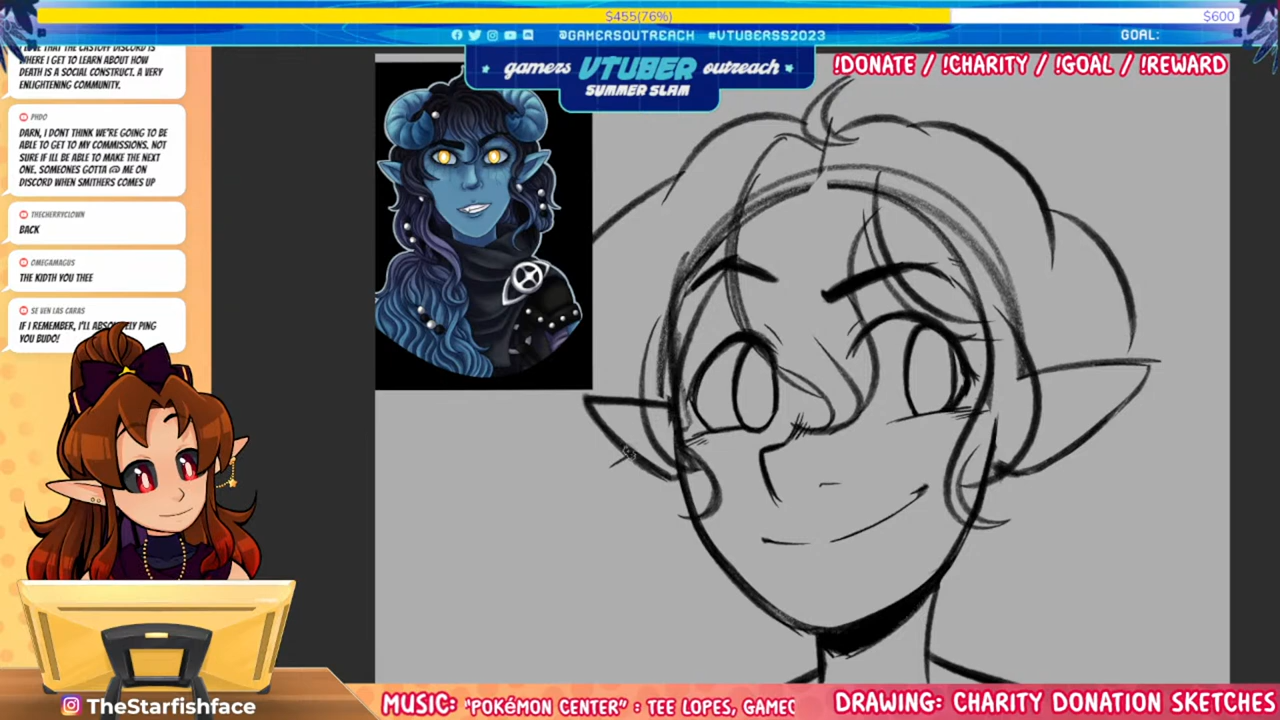 $455(76%)
$600
@GAMERSOUTREACH
#VTUBERSS2023
GOAL:
gamers VTUBER outreach
SUMMER SLAM
!DONATE / !CHARITY / !GOAL / !REWARD
LOVE THAT THE CASTOFF DISCORD IS
WHERE I GET TO LEARN ABOUT HOW
DEATH IS A SOCIAL CONSTRUCT. A VERY
ENLIGHTENING COMMUNITY.
PHDO
DARN, I DONT THINK WE'RE GOING TO BE
ABLE TO GET TO MY COMMISSIONS. NOT
SURE IF ILL BE ABLE TO MAKE THE NEXT
ONE. SOMEONES GOTTA @ ME ON
DISCORD WHEN SMITHERS COMES UP
THECHERRYCLOWN
BACK
OMEGAMAGUS
THE KIDTH YOU THEE
SE VEN LAS CARAS
IF I REMEMBER, I'LL PING
YOU BUDO!
TheStarfishface
MUSIC: "POKéMON CENTER" : TEE LOPES, GAMEC
DRAWING: CHARITY DONATION SKETCHES